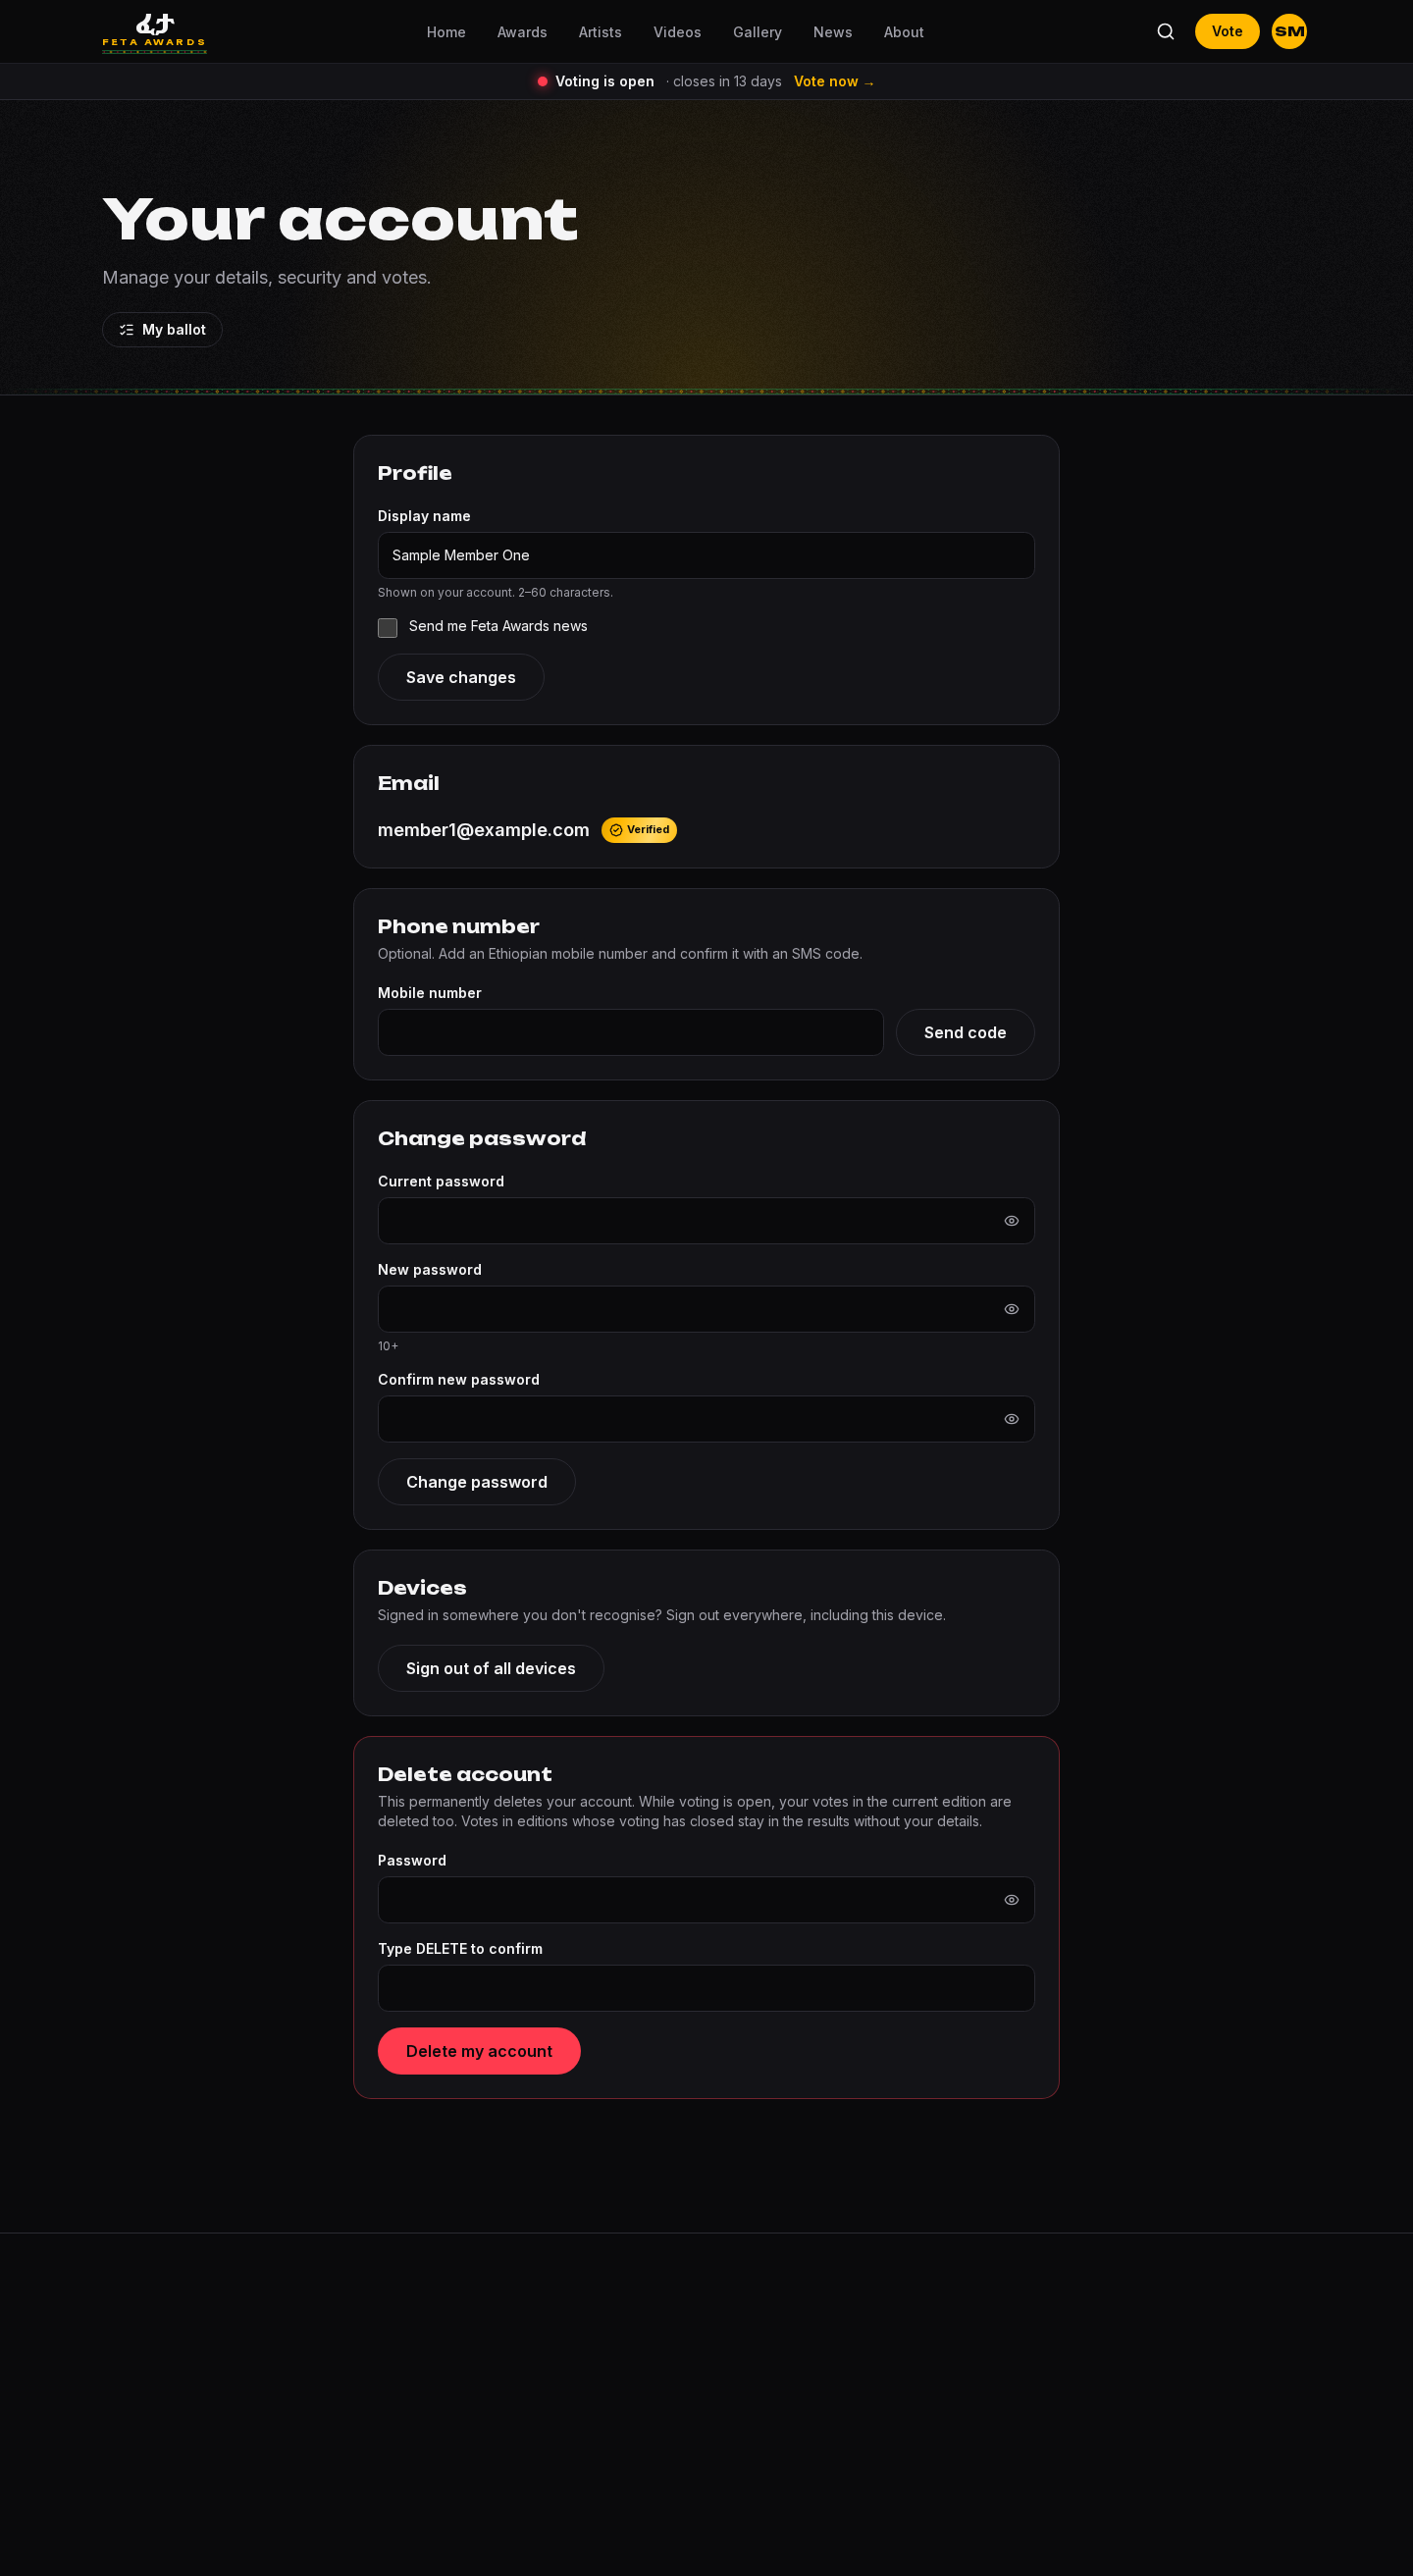 ፈታ
FETA AWARDS
Home
Awards
Artists
Videos
Gallery
News
About
Vote
SM
Voting is open · closes in 13 days Vote now →
Your account
Manage your details, security and votes.
My ballot
Profile
Display name
Sample Member One
Shown on your account. 2–60 characters.
Send me Feta Awards news
Save changes
Email
member1@example.com Verified
Phone number
Optional. Add an Ethiopian mobile number and confirm it with an SMS code.
Mobile number
Send code
Change password
Current password
New password
10+
Confirm new password
Change password
Devices
Signed in somewhere you don't recognise? Sign out everywhere, including this device.
Sign out of all devices
Delete account
This permanently deletes your account. While voting is open, your votes in the current edition are
deleted too. Votes in editions whose voting has closed stay in the results without your details.
Password
Type DELETE to confirm
Delete my account